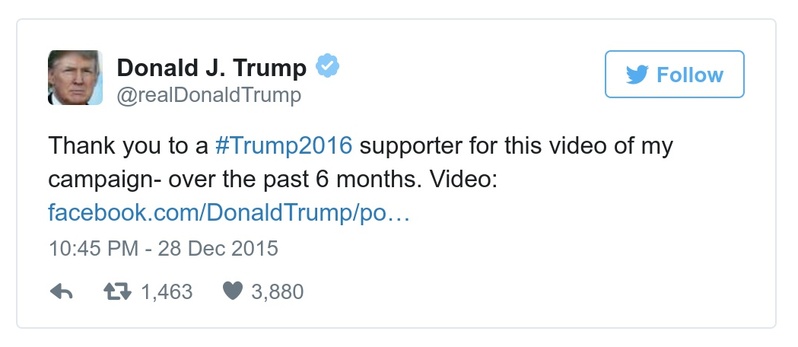 Donald J. Trump
@realDonaldTrump
Follow
Thank you to a #Trump2016 supporter for this video of my
campaign- over the past 6 months. Video:
facebook.com/DonaldTrump/po…
10:45 PM - 28 Dec 2015
1,463 3,880